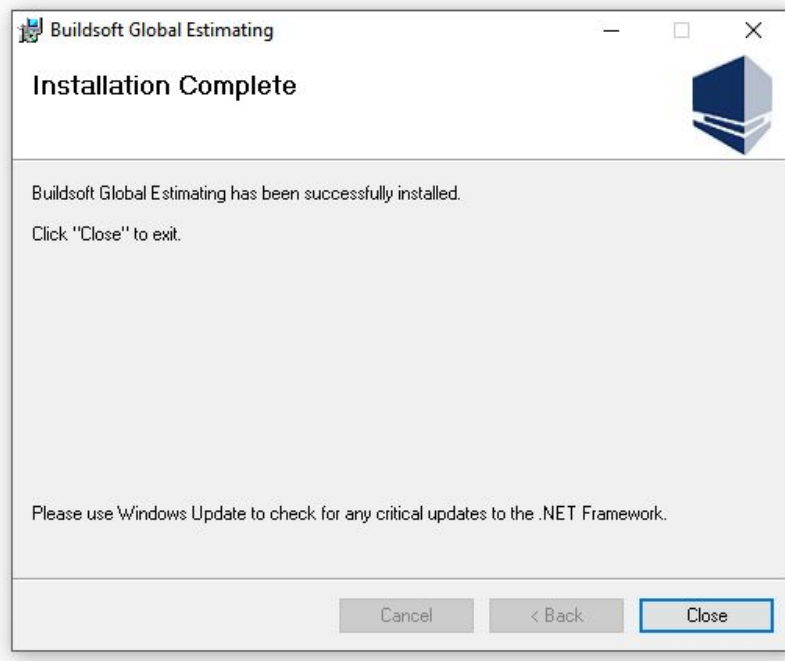 Buildsoft Global Estimating
Installation Complete
Buildsoft Global Estimating has been successfully installed.
Click "Close" to exit.
Please use Windows Update to check for any critical updates to the .NET Framework.
Cancel
< Back
Close